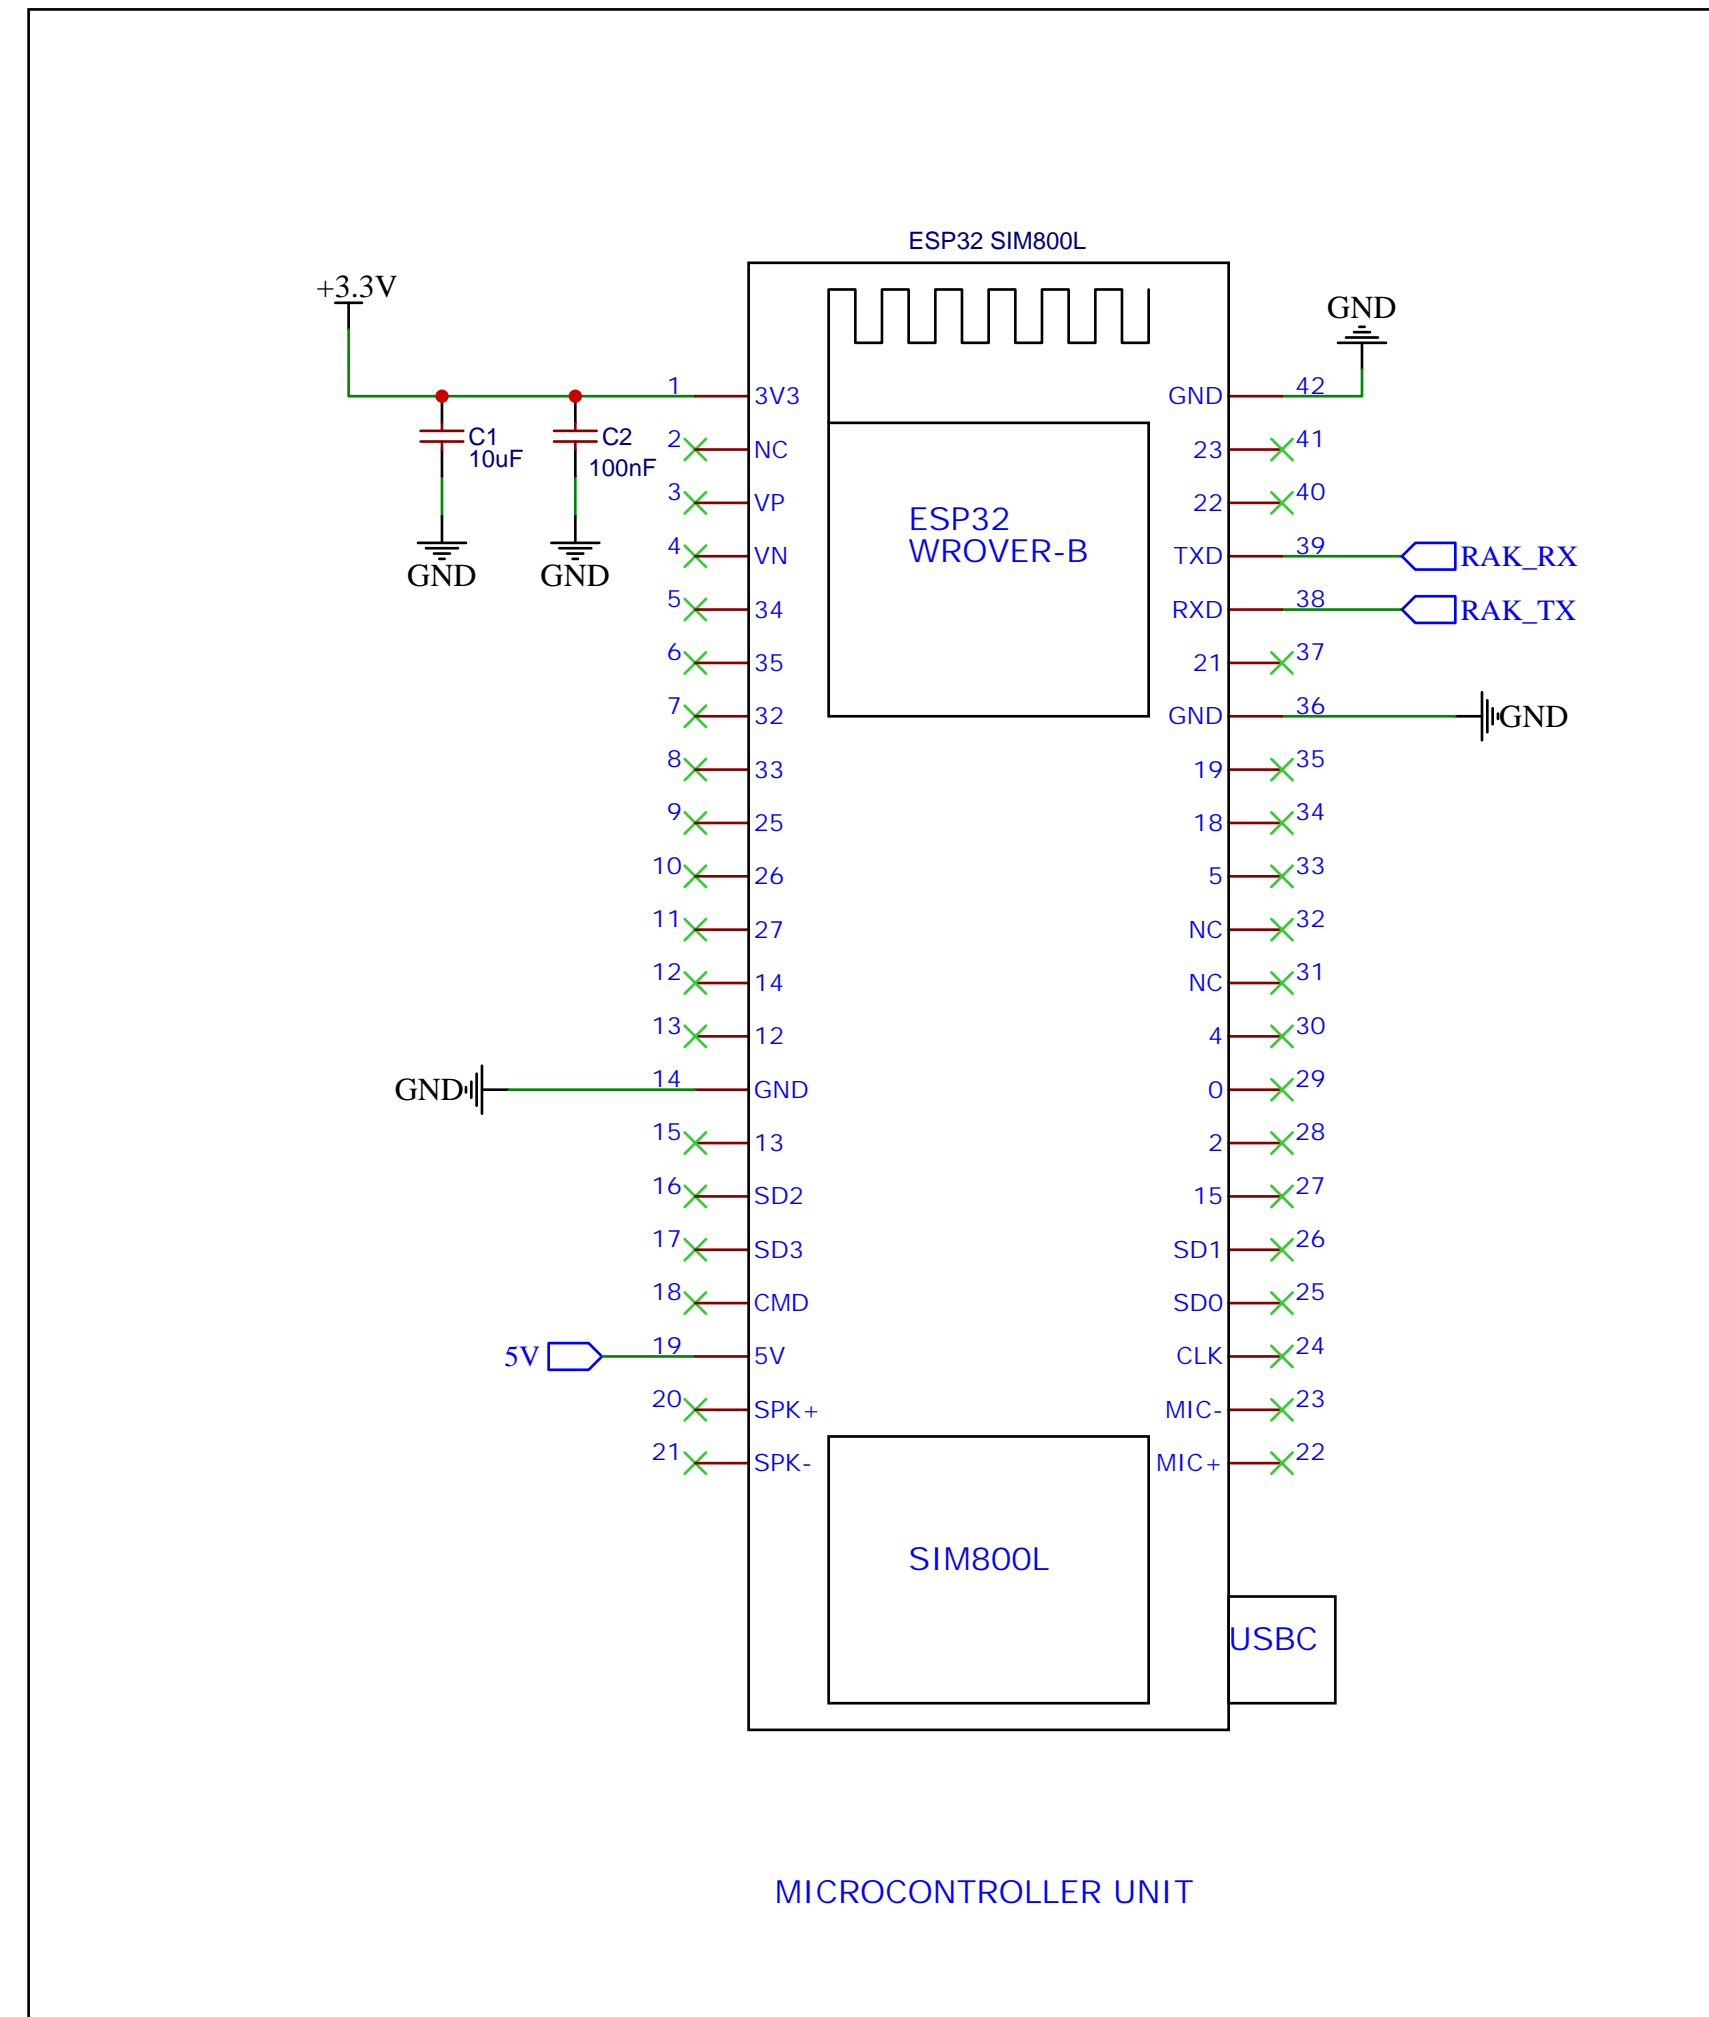 ESP32 SIM800L
+3.3V
GND
1 3V3 GND 42
C1
10uF
C2
100nF
GND
GND
2 NC 23 41
3 VP 22 40
ESP32
WROVER-B
4 VN TXD 39 RAK_RX
5 34 RXD 38 RAK_TX
6 35 21 37
7 32 GND 36 GND
8 33 19 35
9 25 18 34
10 26 5 33
11 27 NC 32
12 14 NC 31
13 12 4 30
GND 14 GND 0 29
15 13 2 28
16 SD2 15 27
17 SD3 SD1 26
18 CMD SD0 25
5V 19 5V CLK 24
20 SPK+ MIC- 23
21 SPK- MIC+ 22
SIM800L
USBC
MICROCONTROLLER UNIT